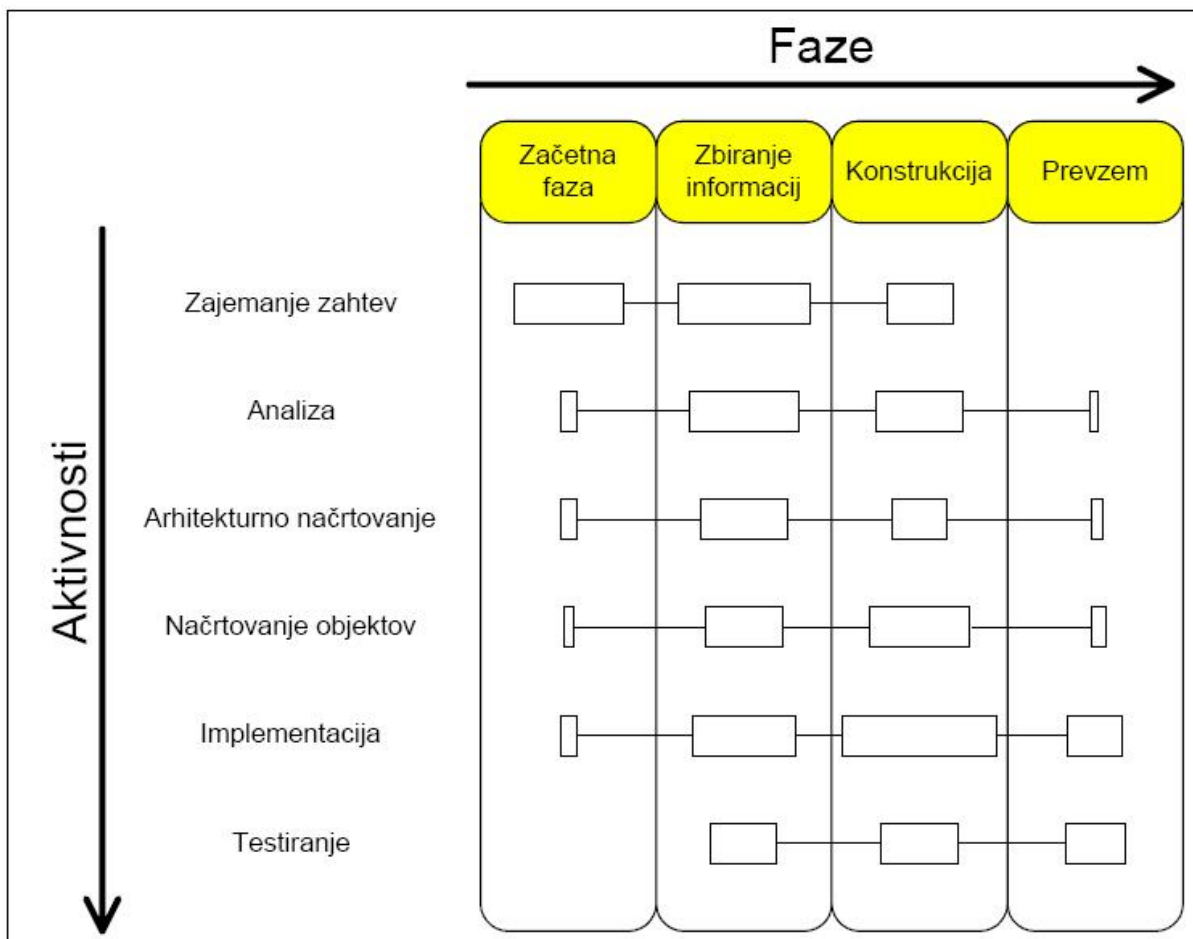 Faze
Začetna
faza
Zbiranje
informacij
Konstrukcija
Prevzem
Aktivnosti
Zajemanje zahtev
Analiza
Arhitekturno načrtovanje
Načrtovanje objektov
Implementacija
Testiranje